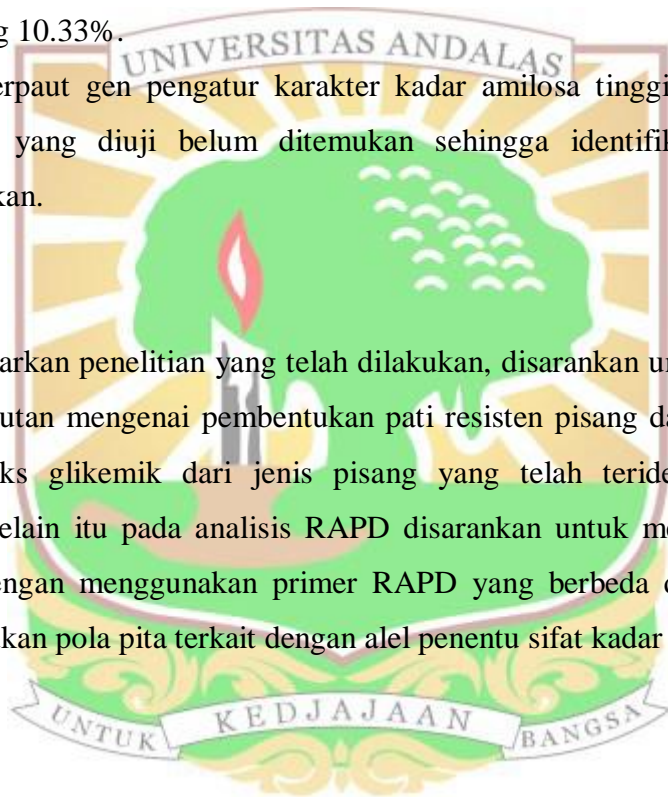 g 10.33%.
UNIVERSITAS ANDALAS
erpaut gen pengatur karakter kadar amilosa tinggi
yang diuji belum ditemukan sehingga identifik
kan.
arkan penelitian yang telah dilakukan, disarankan u
utan mengenai pembentukan pati resisten pisang da
ks glikemik dari jenis pisang yang telah teride
elain itu pada analisis RAPD disarankan untuk me
engan menggunakan primer RAPD yang berbeda
kan pola pita terkait dengan alel penentu sifat kadar
UNTUK KEDJAJAAN BANGSA